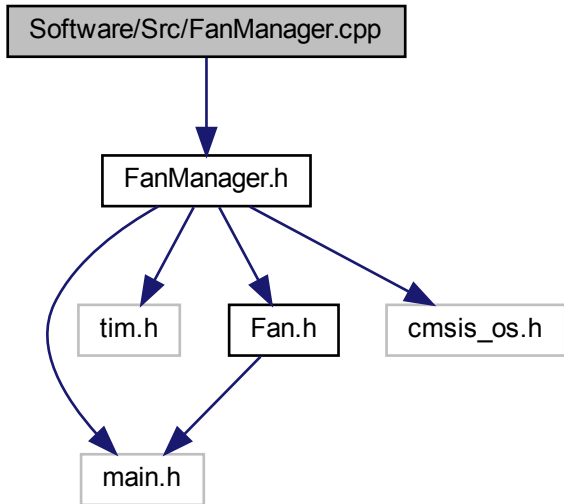 Software/Src/FanManager.cpp
FanManager.h
tim.h
Fan.h
cmsis_os.h
main.h